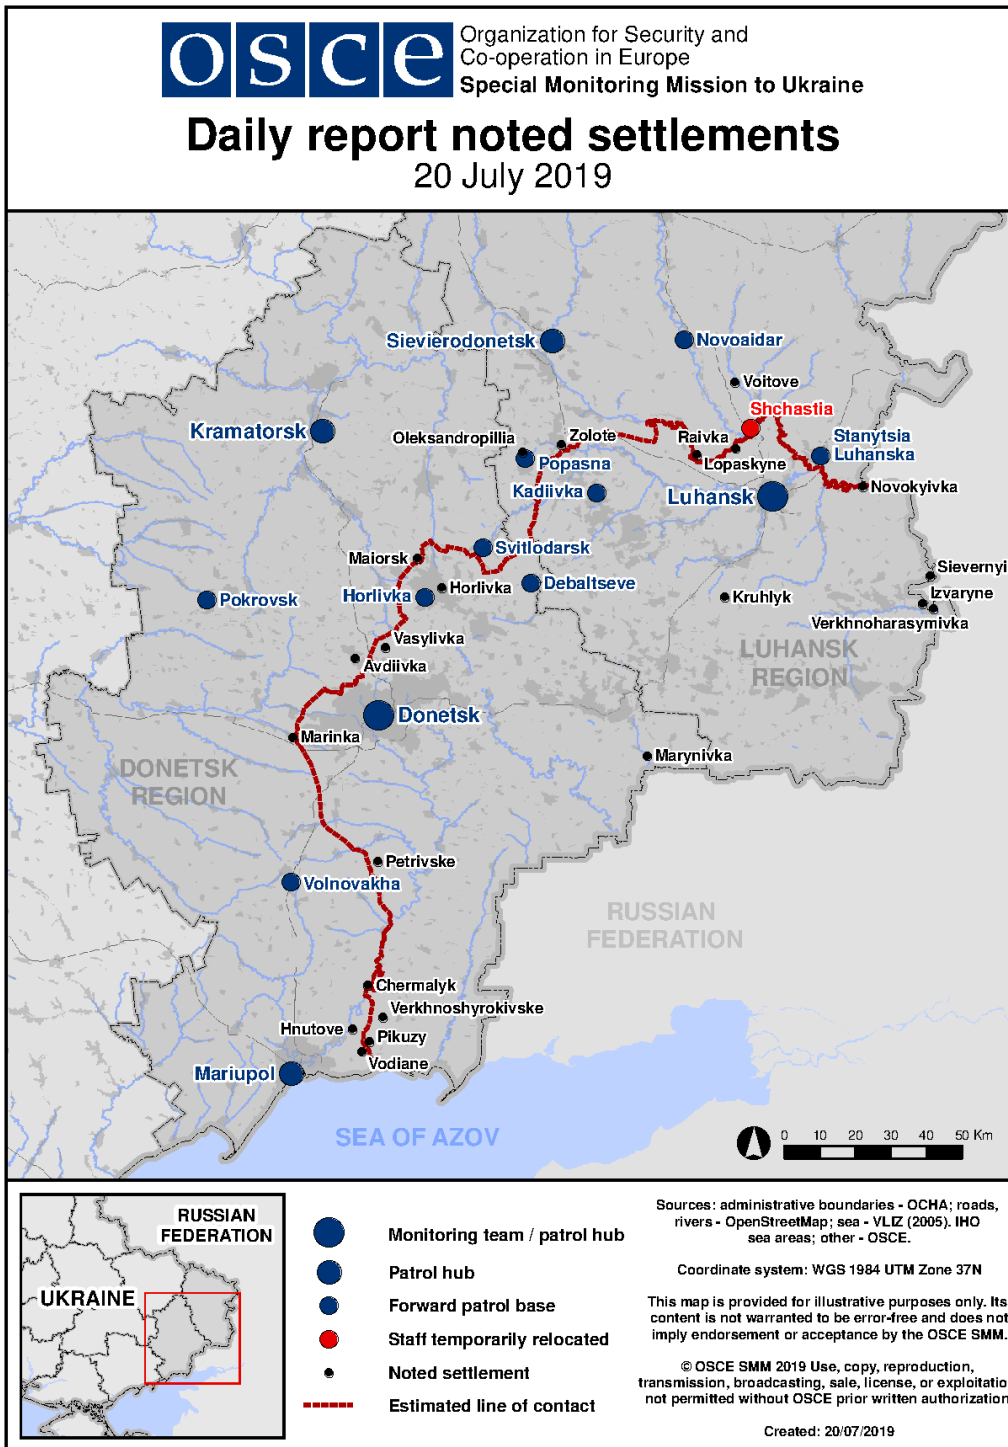 osce
Organization for Security and
Co-operation in Europe
Special Monitoring Mission to Ukraine
Daily report noted settlements
20 July 2019
Sievierodonetsk
Novoaidar
Voitove
Shchastia
Kramatorsk
Oleksandropillia
Zolote
Raivka
Stanytsia
Luhanska
Popasna
Lopaskyne
Kadiivka
Luhansk
Novokyivka
Maiorsk
Svitlodarsk
Sievernyi
Pokrovsk
Horlivka
Horlivka
Debaltseve
Kruhlyk
Izvaryne
Verkhnoharasymivka
Vasylivka
Avdiivka
LUHANSK
REGION
Donetsk
Marinka
Marynivka
DONETSK
REGION
Petrivske
Volnovakha
RUSSIAN
FEDERATION
Chermalyk
Verkhnoshyrokivske
Hnutove
Pikuzy
Vodiane
Mariupol
SEA OF AZOV
0 10 20 30 40 50 Km
RUSSIAN
FEDERATION
UKRAINE
Monitoring team / patrol hub
Patrol hub
Forward patrol base
Staff temporarily relocated
Noted settlement
Estimated line of contact
Sources: administrative boundaries - OCHA; roads,
rivers - OpenStreetMap; sea - VLIZ (2005). IHO
sea areas; other - OSCE.
Coordinate system: WGS 1984 UTM Zone 37N
This map is provided for illustrative purposes only. Its
content is not warranted to be error-free and does not
imply endorsement or acceptance by the OSCE SMM.
© OSCE SMM 2019 Use, copy, reproduction,
transmission, broadcasting, sale, license, or exploitatio
not permitted without OSCE prior written authorization
Created: 20/07/2019